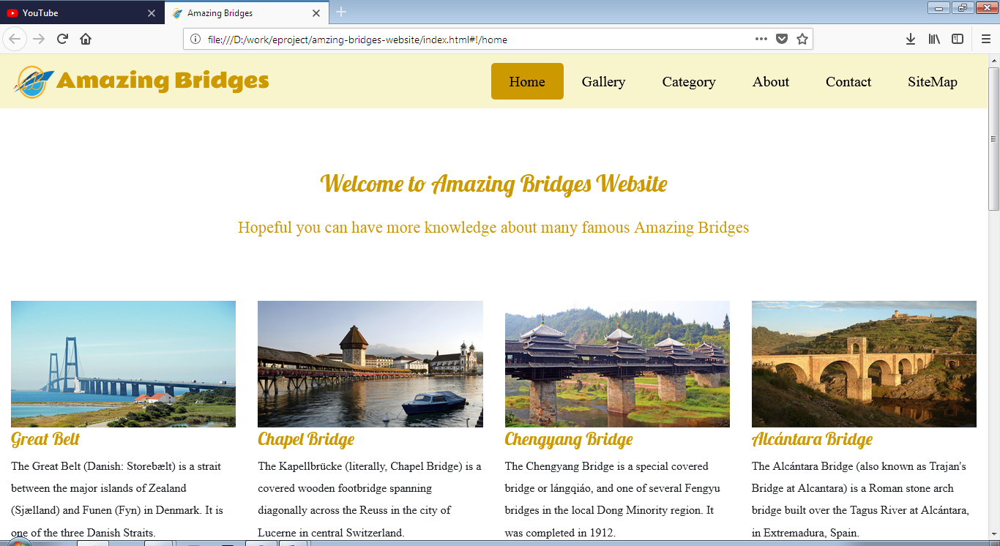 YouTube
Amazing Bridges
file:///D:/work/eproject/amzing-bridges-website/index.html#!/home
Amazing Bridges
Home
Gallery
Category
About
Contact
SiteMap
Welcome to Amazing Bridges Website
Hopeful you can have more knowledge about many famous Amazing Bridges
Great Belt
The Great Belt (Danish: Storebælt) is a strait
between the major islands of Zealand
(Sjælland) and Funen (Fyn) in Denmark. It is
one of the three Danish Straits.
Chapel Bridge
The Kapellbrücke (literally, Chapel Bridge) is a
covered wooden footbridge spanning
diagonally across the Reuss in the city of
Lucerne in central Switzerland.
Chengyang Bridge
The Chengyang Bridge is a special covered
bridge or lángqiáo, and one of several Fengyu
bridges in the local Dong Minority region. It
was completed in 1912.
Alcántara Bridge
The Alcántara Bridge (also known as Trajan's
Bridge at Alcantara) is a Roman stone arch
bridge built over the Tagus River at Alcántara,
in Extremadura, Spain.